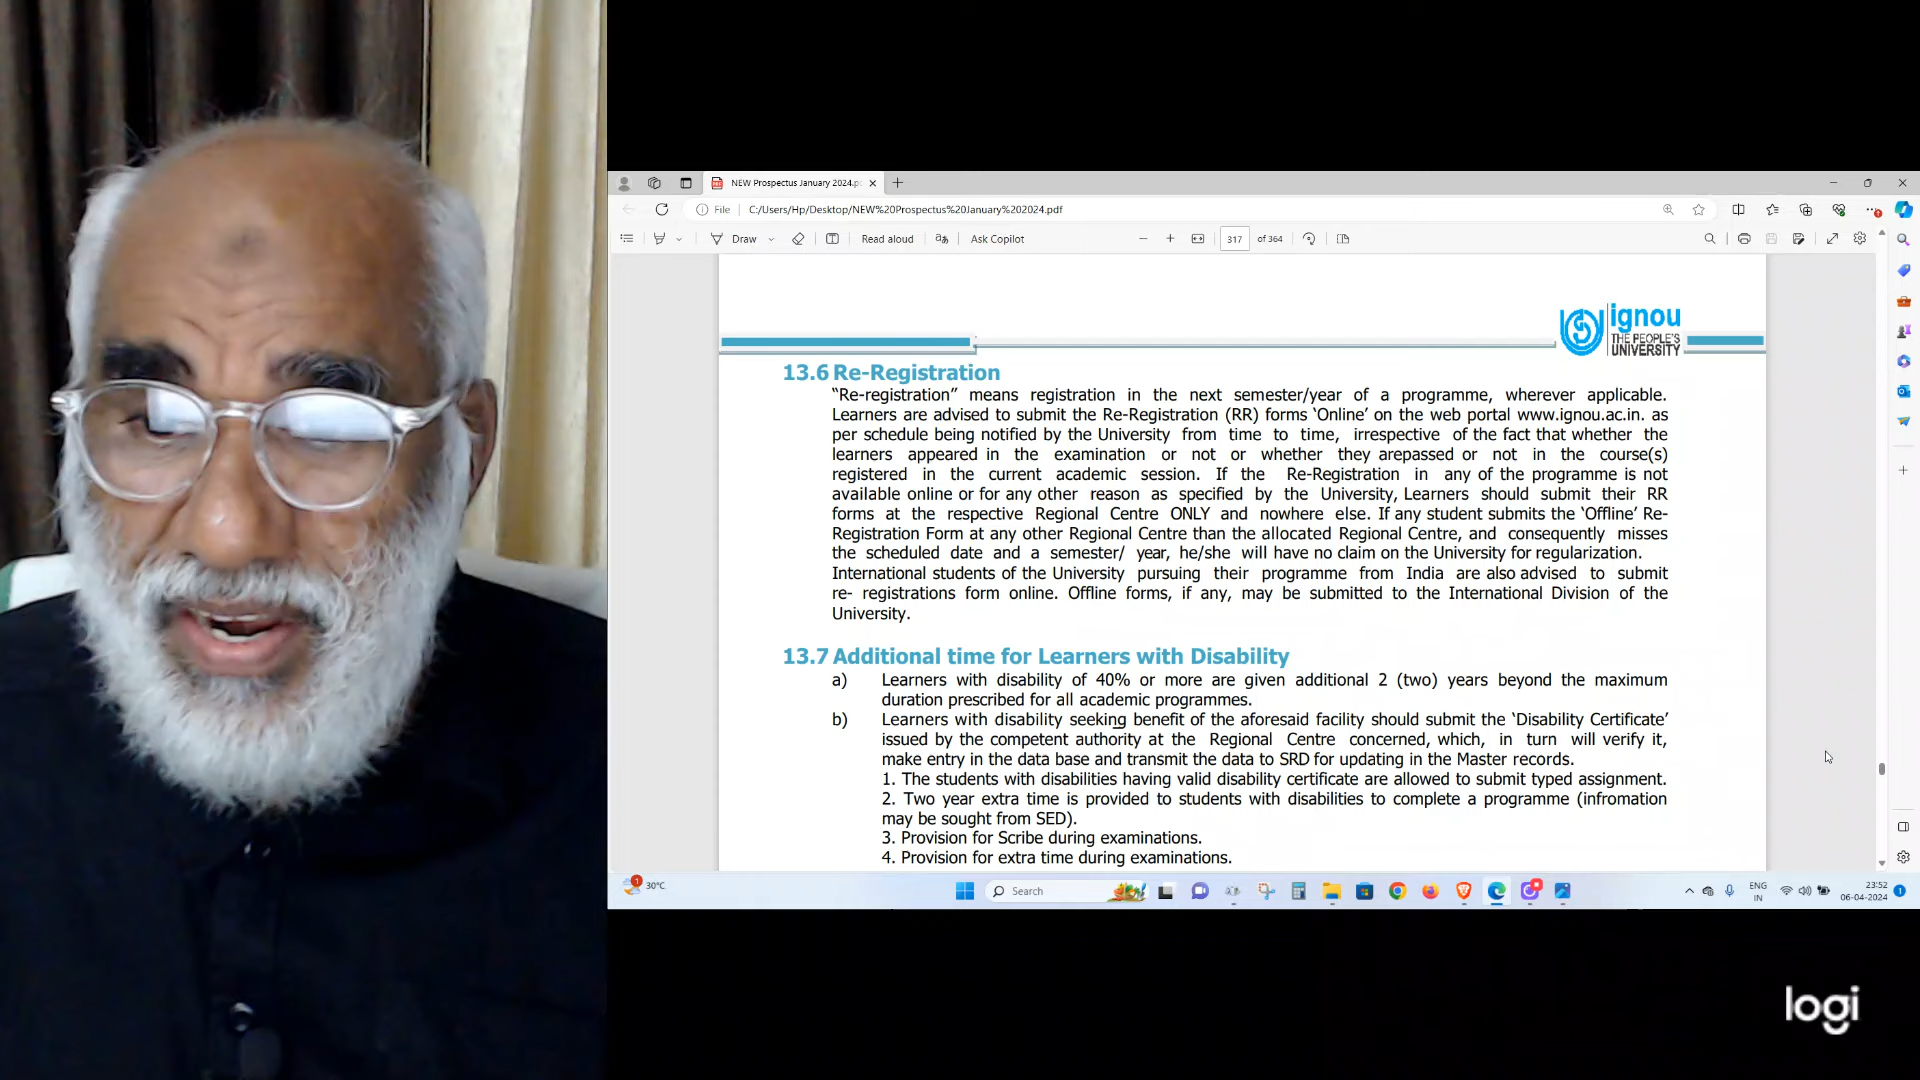 NEW Prospectus January 2024.p
File
C:/Users/Hp/Desktop/NEW%20Prospectus%20January%202024.pdf
Draw
Read aloud
Ask Copilot
317
of 364
ignou
THE PEOPLE'S
UNIVERSITY
13.6 Re-Registration
“Re-registration” means registration in the next semester/year of a programme, wherever applicable.
Learners are advised to submit the Re-Registration (RR) forms ‘Online’ on the web portal www.ignou.ac.in. as
per schedule being notified by the University from time to time, irrespective of the fact that whether the
learners appeared in the examination or not or whether they arepassed or not in the course(s)
registered in the current academic session. If the Re-Registration in any of the programme is not
available online or for any other reason as specified by the University, Learners should submit their RR
forms at the respective Regional Centre ONLY and nowhere else. If any student submits the ‘Offline’ Re-
Registration Form at any other Regional Centre than the allocated Regional Centre, and consequently misses
the scheduled date and a semester/ year, he/she will have no claim on the University for regularization.
International students of the University pursuing their programme from India are also advised to submit
re- registrations form online. Offline forms, if any, may be submitted to the International Division of the
University.
13.7 Additional time for Learners with Disability
a) Learners with disability of 40% or more are given additional 2 (two) years beyond the maximum
duration prescribed for all academic programmes.
b) Learners with disability seeking benefit of the aforesaid facility should submit the ‘Disability Certificate’
issued by the competent authority at the Regional Centre concerned, which, in turn will verify it,
make entry in the data base and transmit the data to SRD for updating in the Master records.
1. The students with disabilities having valid disability certificate are allowed to submit typed assignment.
2. Two year extra time is provided to students with disabilities to complete a programme (infromation
may be sought from SED).
3. Provision for Scribe during examinations.
4. Provision for extra time during examinations.
1
30°C
Search
ENG
IN
23:52
06-04-2024
1
logi